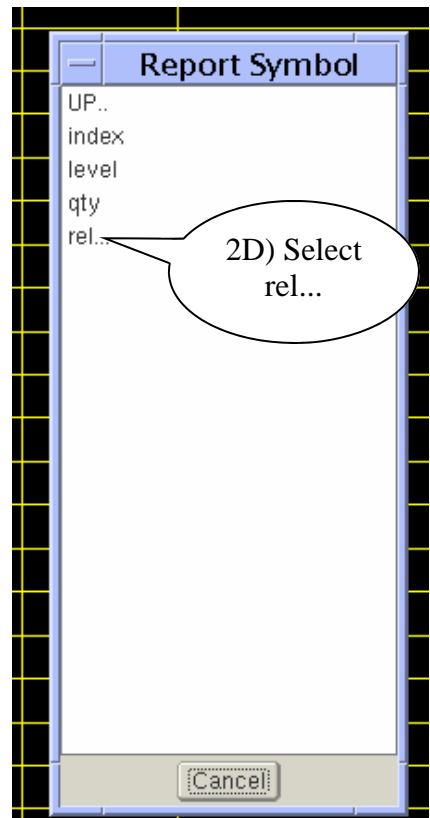 Report Symbol
UP..
index
level
qty
rel...
2D) Select
rel...
Cancel